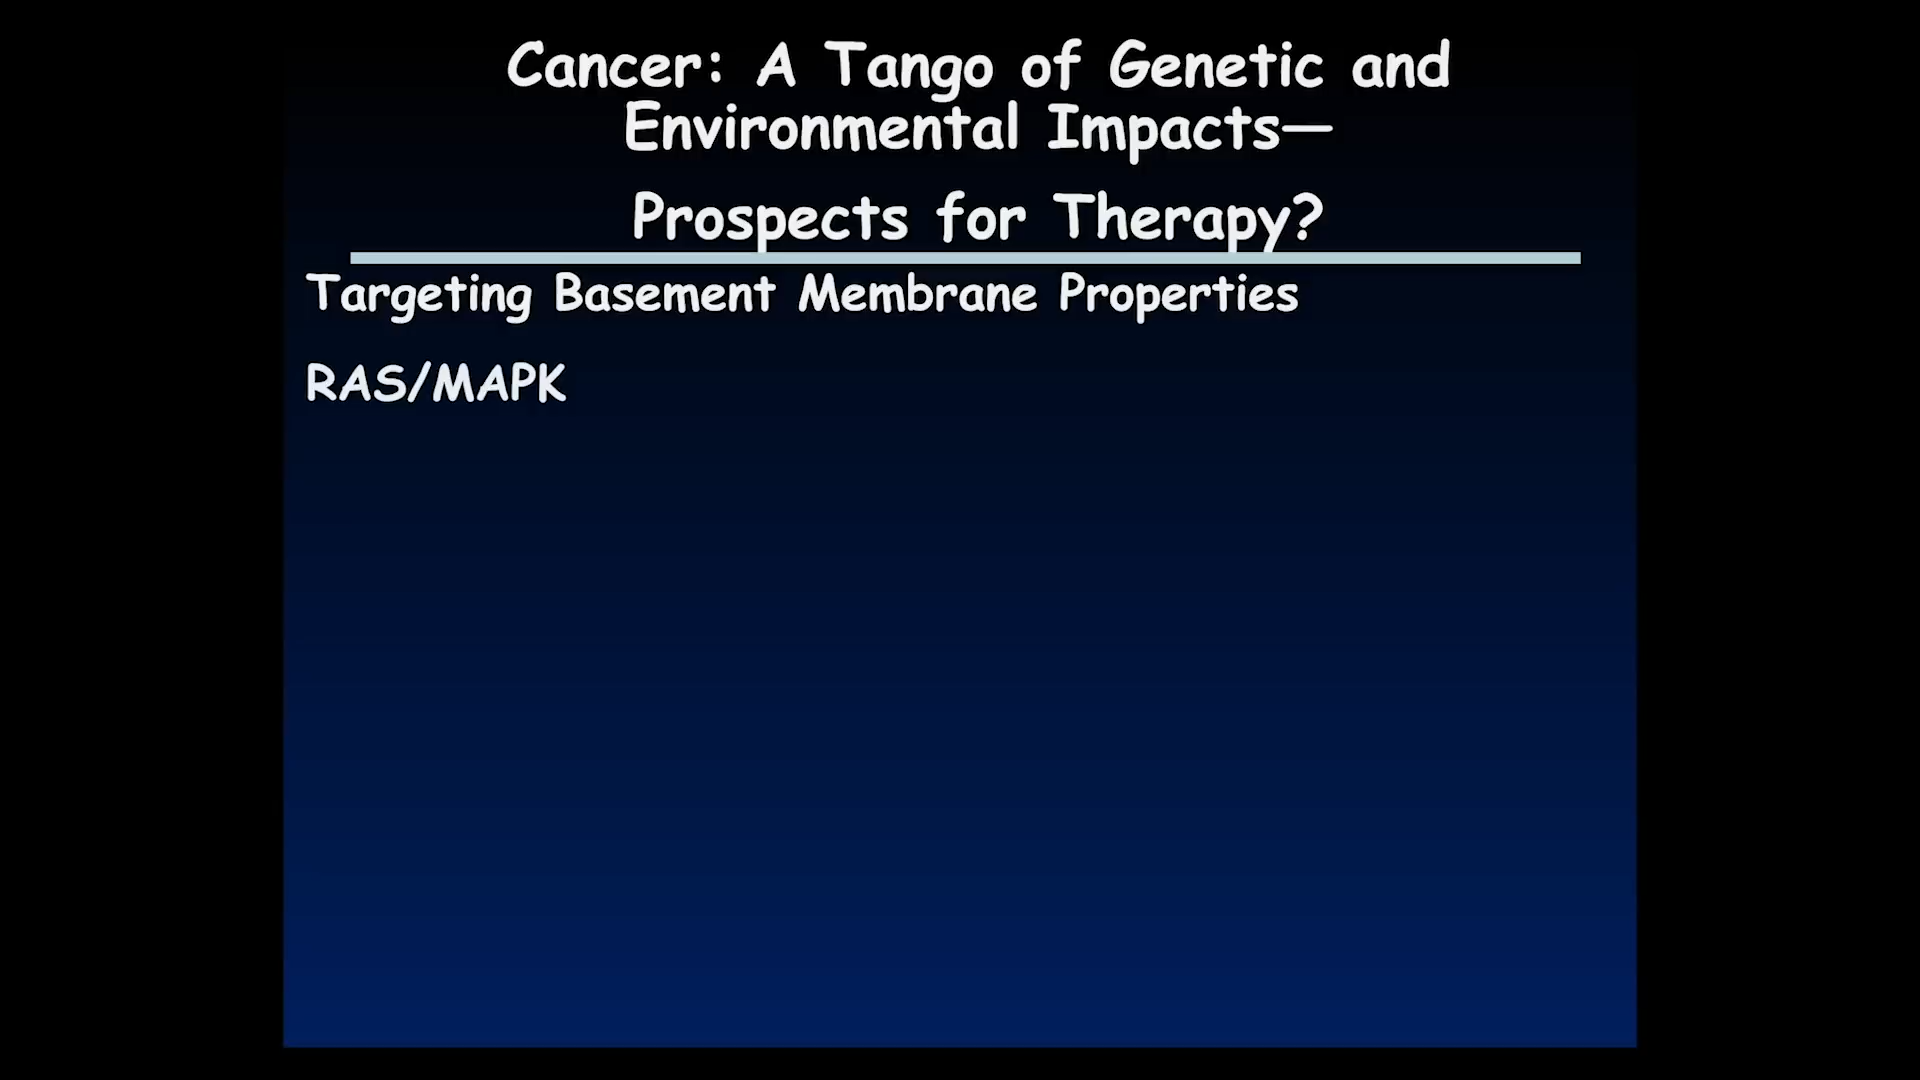 Cancer: A Tango of Genetic and
Environmental Impacts—
Prospects for Therapy?
Targeting Basement Membrane Properties
RAS/MAPK